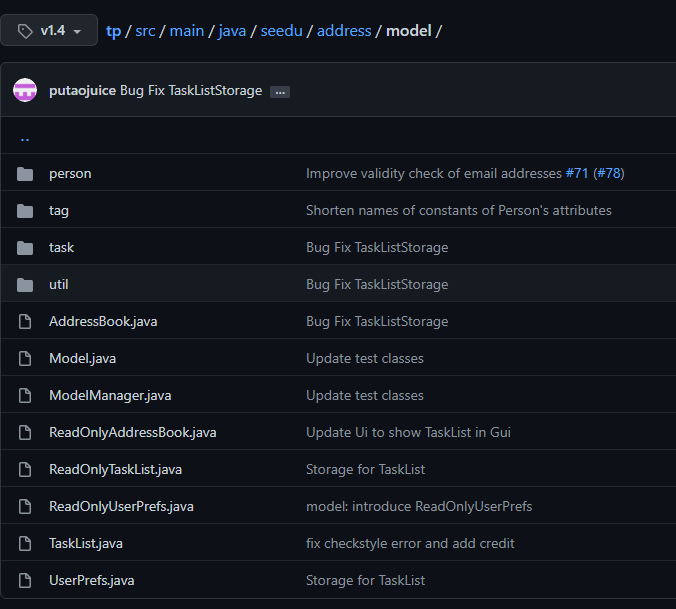 v1.4 tp / src / main / java / seedu / address / model /
putaojuice Bug Fix TaskListStorage ...
..
person Improve validity check of email addresses #71 (#78)
tag Shorten names of constants of Person's attributes
task Bug Fix TaskListStorage
util Bug Fix TaskListStorage
AddressBook.java Bug Fix TaskListStorage
Model.java Update test classes
ModelManager.java Update test classes
ReadOnlyAddressBook.java Update Ui to show TaskList in Gui
ReadOnlyTaskList.java Storage for TaskList
ReadOnlyUserPrefs.java model: introduce ReadOnlyUserPrefs
TaskList.java fix checkstyle error and add credit
UserPrefs.java Storage for TaskList